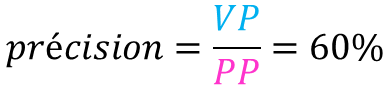 précision = VP/PP = 60%